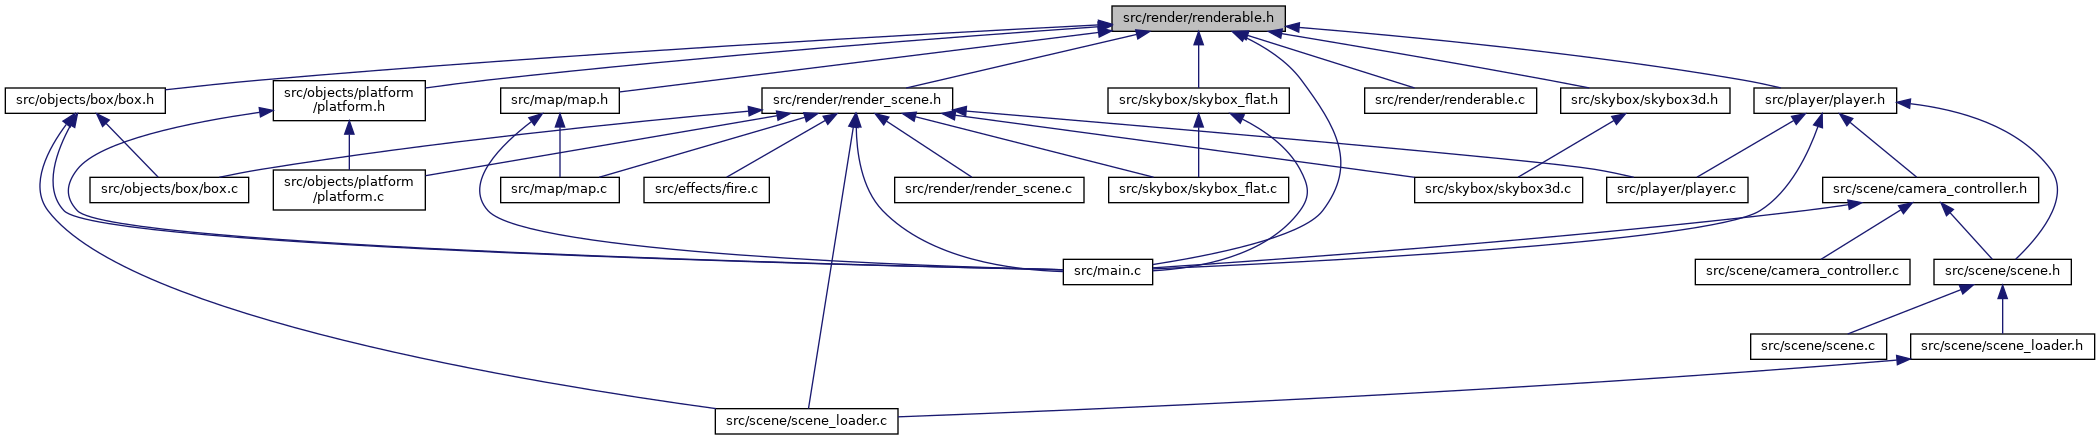 src/render/renderable.h
src/objects/box/box.h
src/objects/platform
/platform.h
src/map/map.h
src/render/render_scene.h
src/skybox/skybox_flat.h
src/render/renderable.c
src/skybox/skybox3d.h
src/player/player.h
src/objects/box/box.c
src/objects/platform
/platform.c
src/map/map.c
src/effects/fire.c
src/render/render_scene.c
src/skybox/skybox_flat.c
src/skybox/skybox3d.c
src/player/player.c
src/scene/camera_controller.h
src/main.c
src/scene/camera_controller.c
src/scene/scene.h
src/scene/scene.c
src/scene/scene_loader.h
src/scene/scene_loader.c